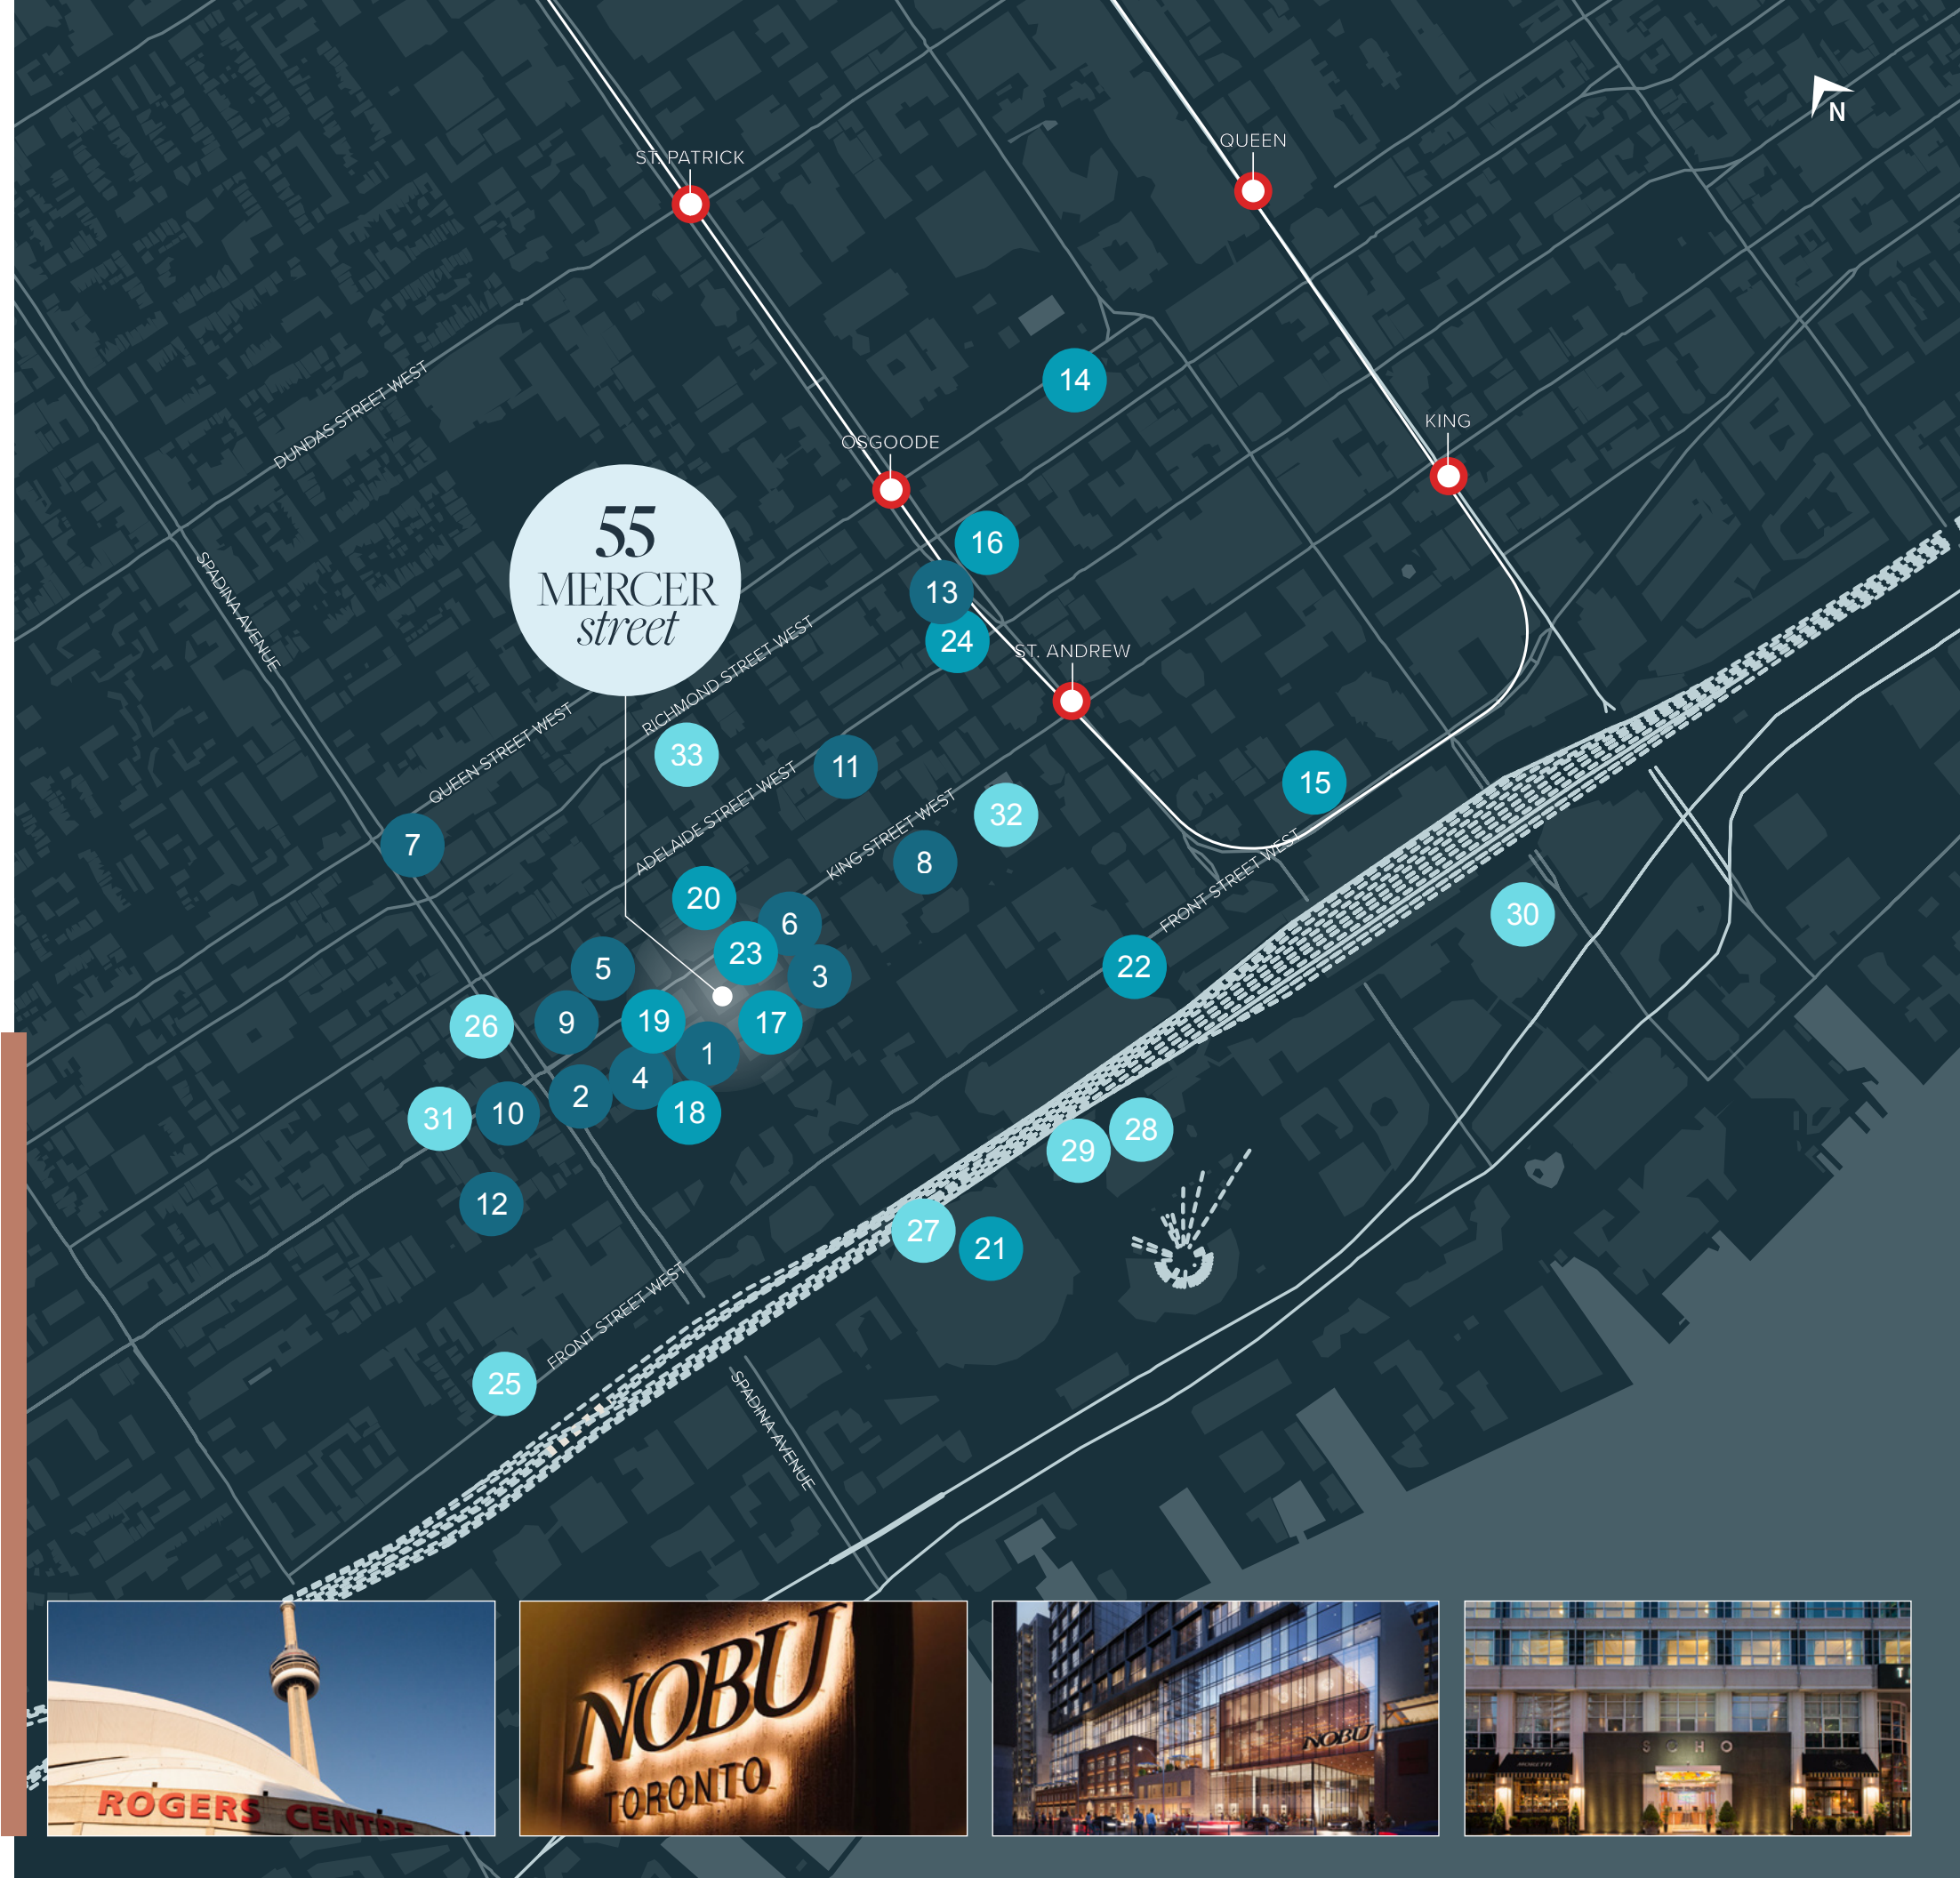 N
QUEEN
ST. PATRICK
14
DUNDAS STREET WEST
KING
OSGOODE
55
MERCER
street
16
13
24
ST. ANDREW
SPADINA AVENUE
RICHMOND STREET WEST
QUEEN STREET WEST
33
11
15
7
ADELAIDE STREET WEST
32
KING STREET WEST
8
FRONT STREET WEST
20
6
30
23
5
3
22
26
9
19
17
1
4
2
10
31
18
28
29
12
27
21
FRONT STREET WEST
25
SPADINA AVENUE
ROGERS CENTRE
NOBU
TORONTO
NOBU
SOHO
MORETTI